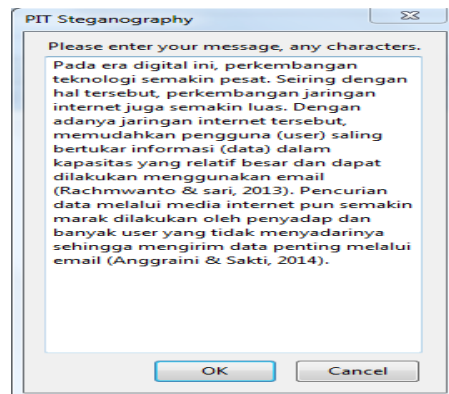 PIT Steganography
Please enter your message, any characters.
Pada era digital ini, perkembangan
teknologi semakin pesat. Seiring dengan
hal tersebut, perkembangan jaringan
internet juga semakin luas. Dengan
adanya jaringan internet tersebut,
memudahkan pengguna (user) saling
bertukar informasi (data) dalam
kapasitas yang relatif besar dan dapat
dilakukan menggunakan email
(Rachmwanto & sari, 2013). Pencurian
data melalui media internet pun semakin
marak dilakukan oleh penyadap dan
banyak user yang tidak menyadarinya
sehingga mengirim data penting melalui
email (Anggraini & Sakti, 2014).
OK
Cancel